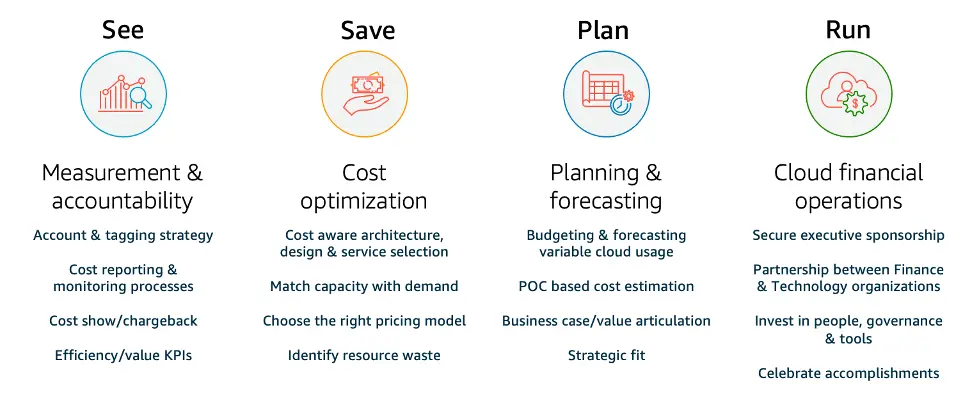 See
Measurement &
accountability
Account & tagging strategy
Cost reporting &
monitoring processes
Cost show/chargeback
Efficiency/value KPIs
Save
Cost
optimization
Cost aware architecture,
design & service selection
Match capacity with demand
Choose the right pricing model
Identify resource waste
Plan
Planning &
forecasting
Budgeting & forecasting
variable cloud usage
POC based cost estimation
Business case/value articulation
Strategic fit
Run
$
Cloud financial
operations
Secure executive sponsorship
Partnership between Finance
& Technology organizations
Invest in people, governance
& tools
Celebrate accomplishments